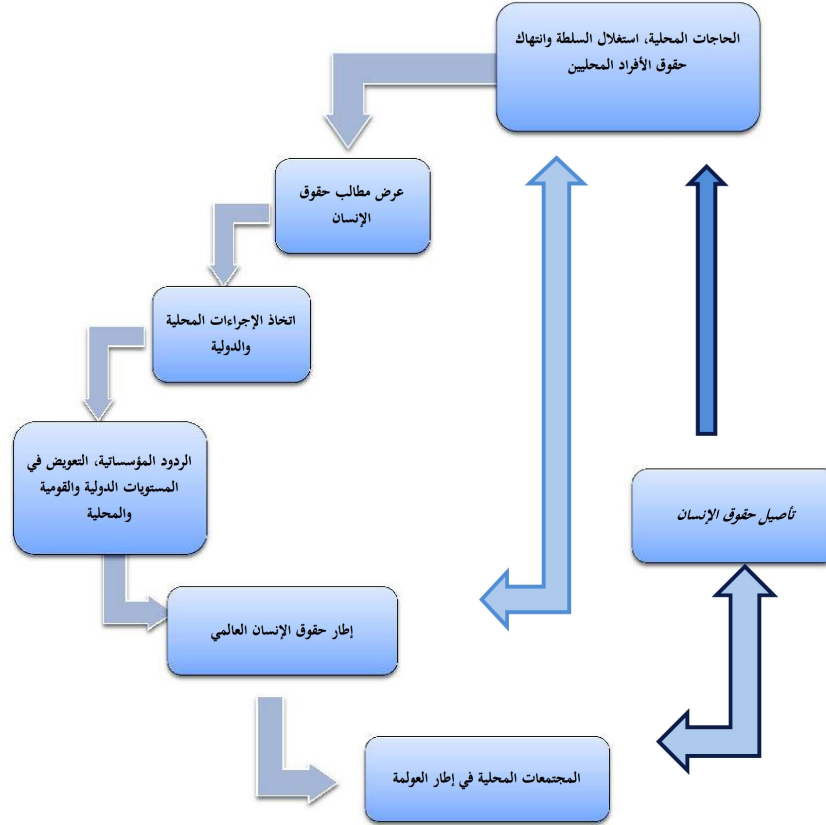 الحاجات المحلية، استغلال السلطة وانتهاك
حقوق الأفراد المحليين
عرض مطالب حقوق
الإنسان
اتخاذ الإجراءات المحلية
والدولية
الردود المؤسساتية، التعويض في
المستويات الدولية والقومية
والمحلية
تأصيل حقوق الإنسان
إطار حقوق الإنسان العالمي
المجتمعات المحلية في إطار العولمة